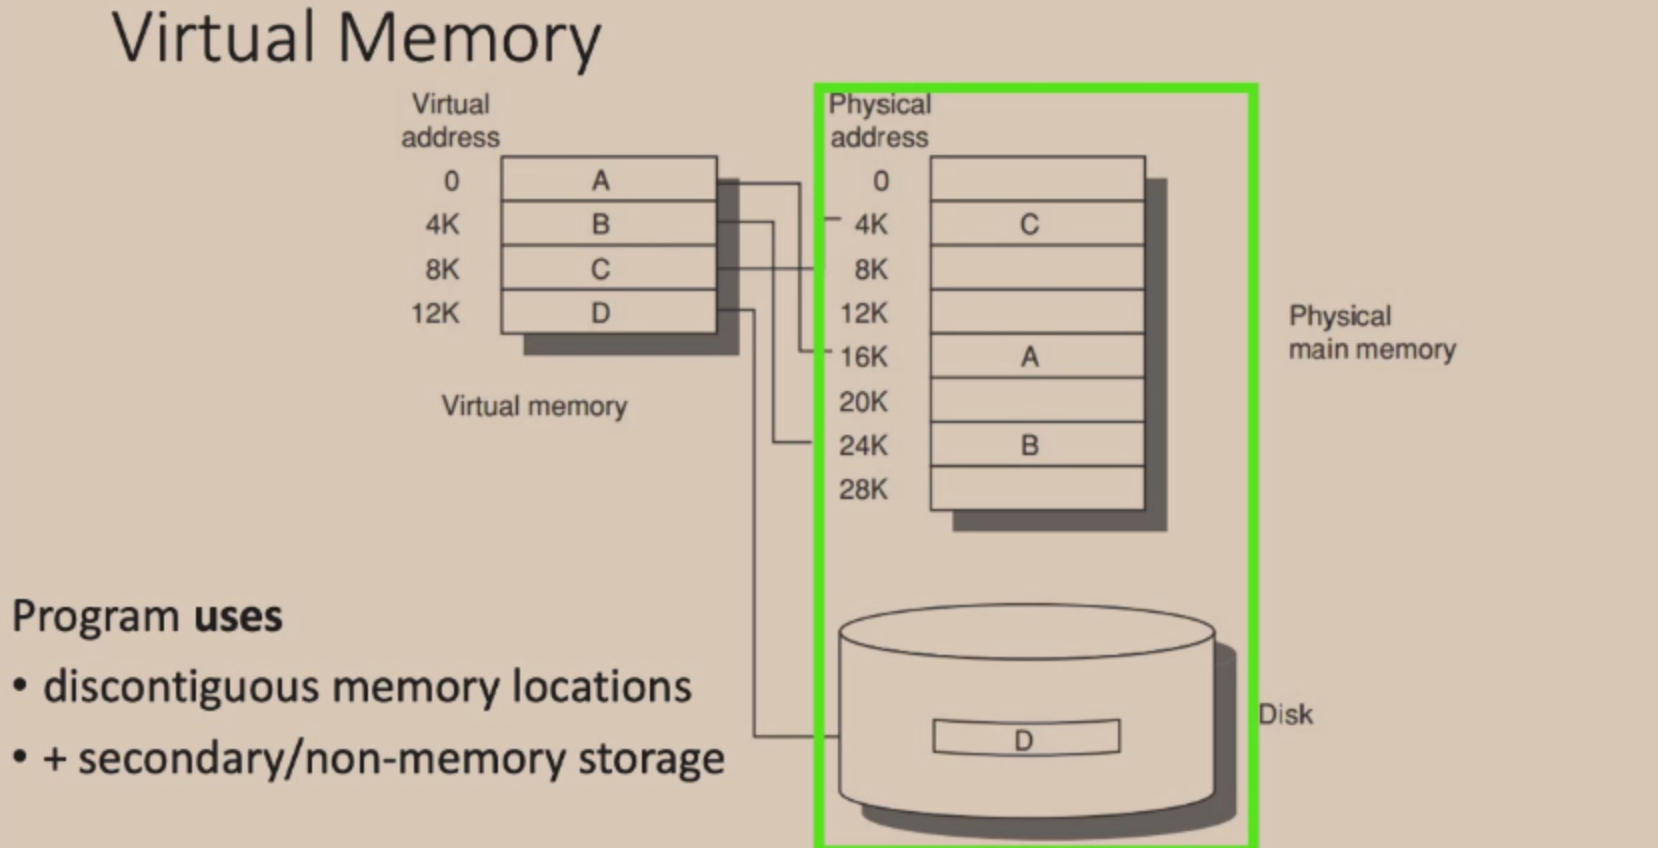 Virtual Memory
Virtual
address
0 A
4K B
8K C
12K D
Virtual memory
Physical
address
0
4K C
8K
12K
16K A
20K
24K B
28K
Physical
main memory
D
Disk
Program uses
• discontiguous memory locations
• + secondary/non-memory storage